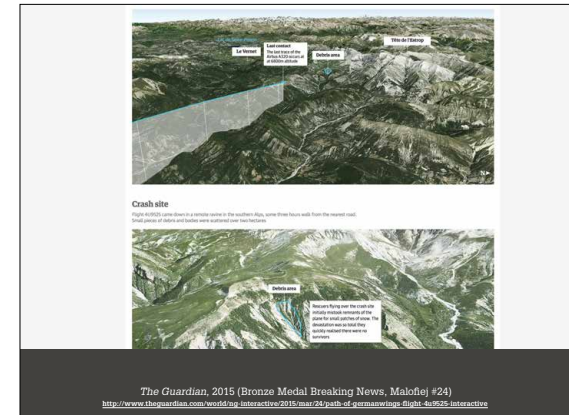 Last contact
The last trace of the
Airbus A320 occurs at
at 6800m altitude
Le Vernet
Debris area
Tête de l'Estrop
N
Crash site
Flight 4u9525 came down in a remote ravine in the southern Alps, some three hours walk from the nearest road.
Small pieces of debris and bodies were scattered over two hectares
Debris area
Rescuers flying over the crash site
initially mistook remnants of the
plane for small patches of snow. The
devastation was so total they
quickly realised there were no
survivors
The Guardian, 2015 (Bronze Medal Breaking News, Malofiej #24)
http://www.theguardian.com/world/ng-interactive/2015/mar/24/path-of-germanwings-flight-4u9525-interactive